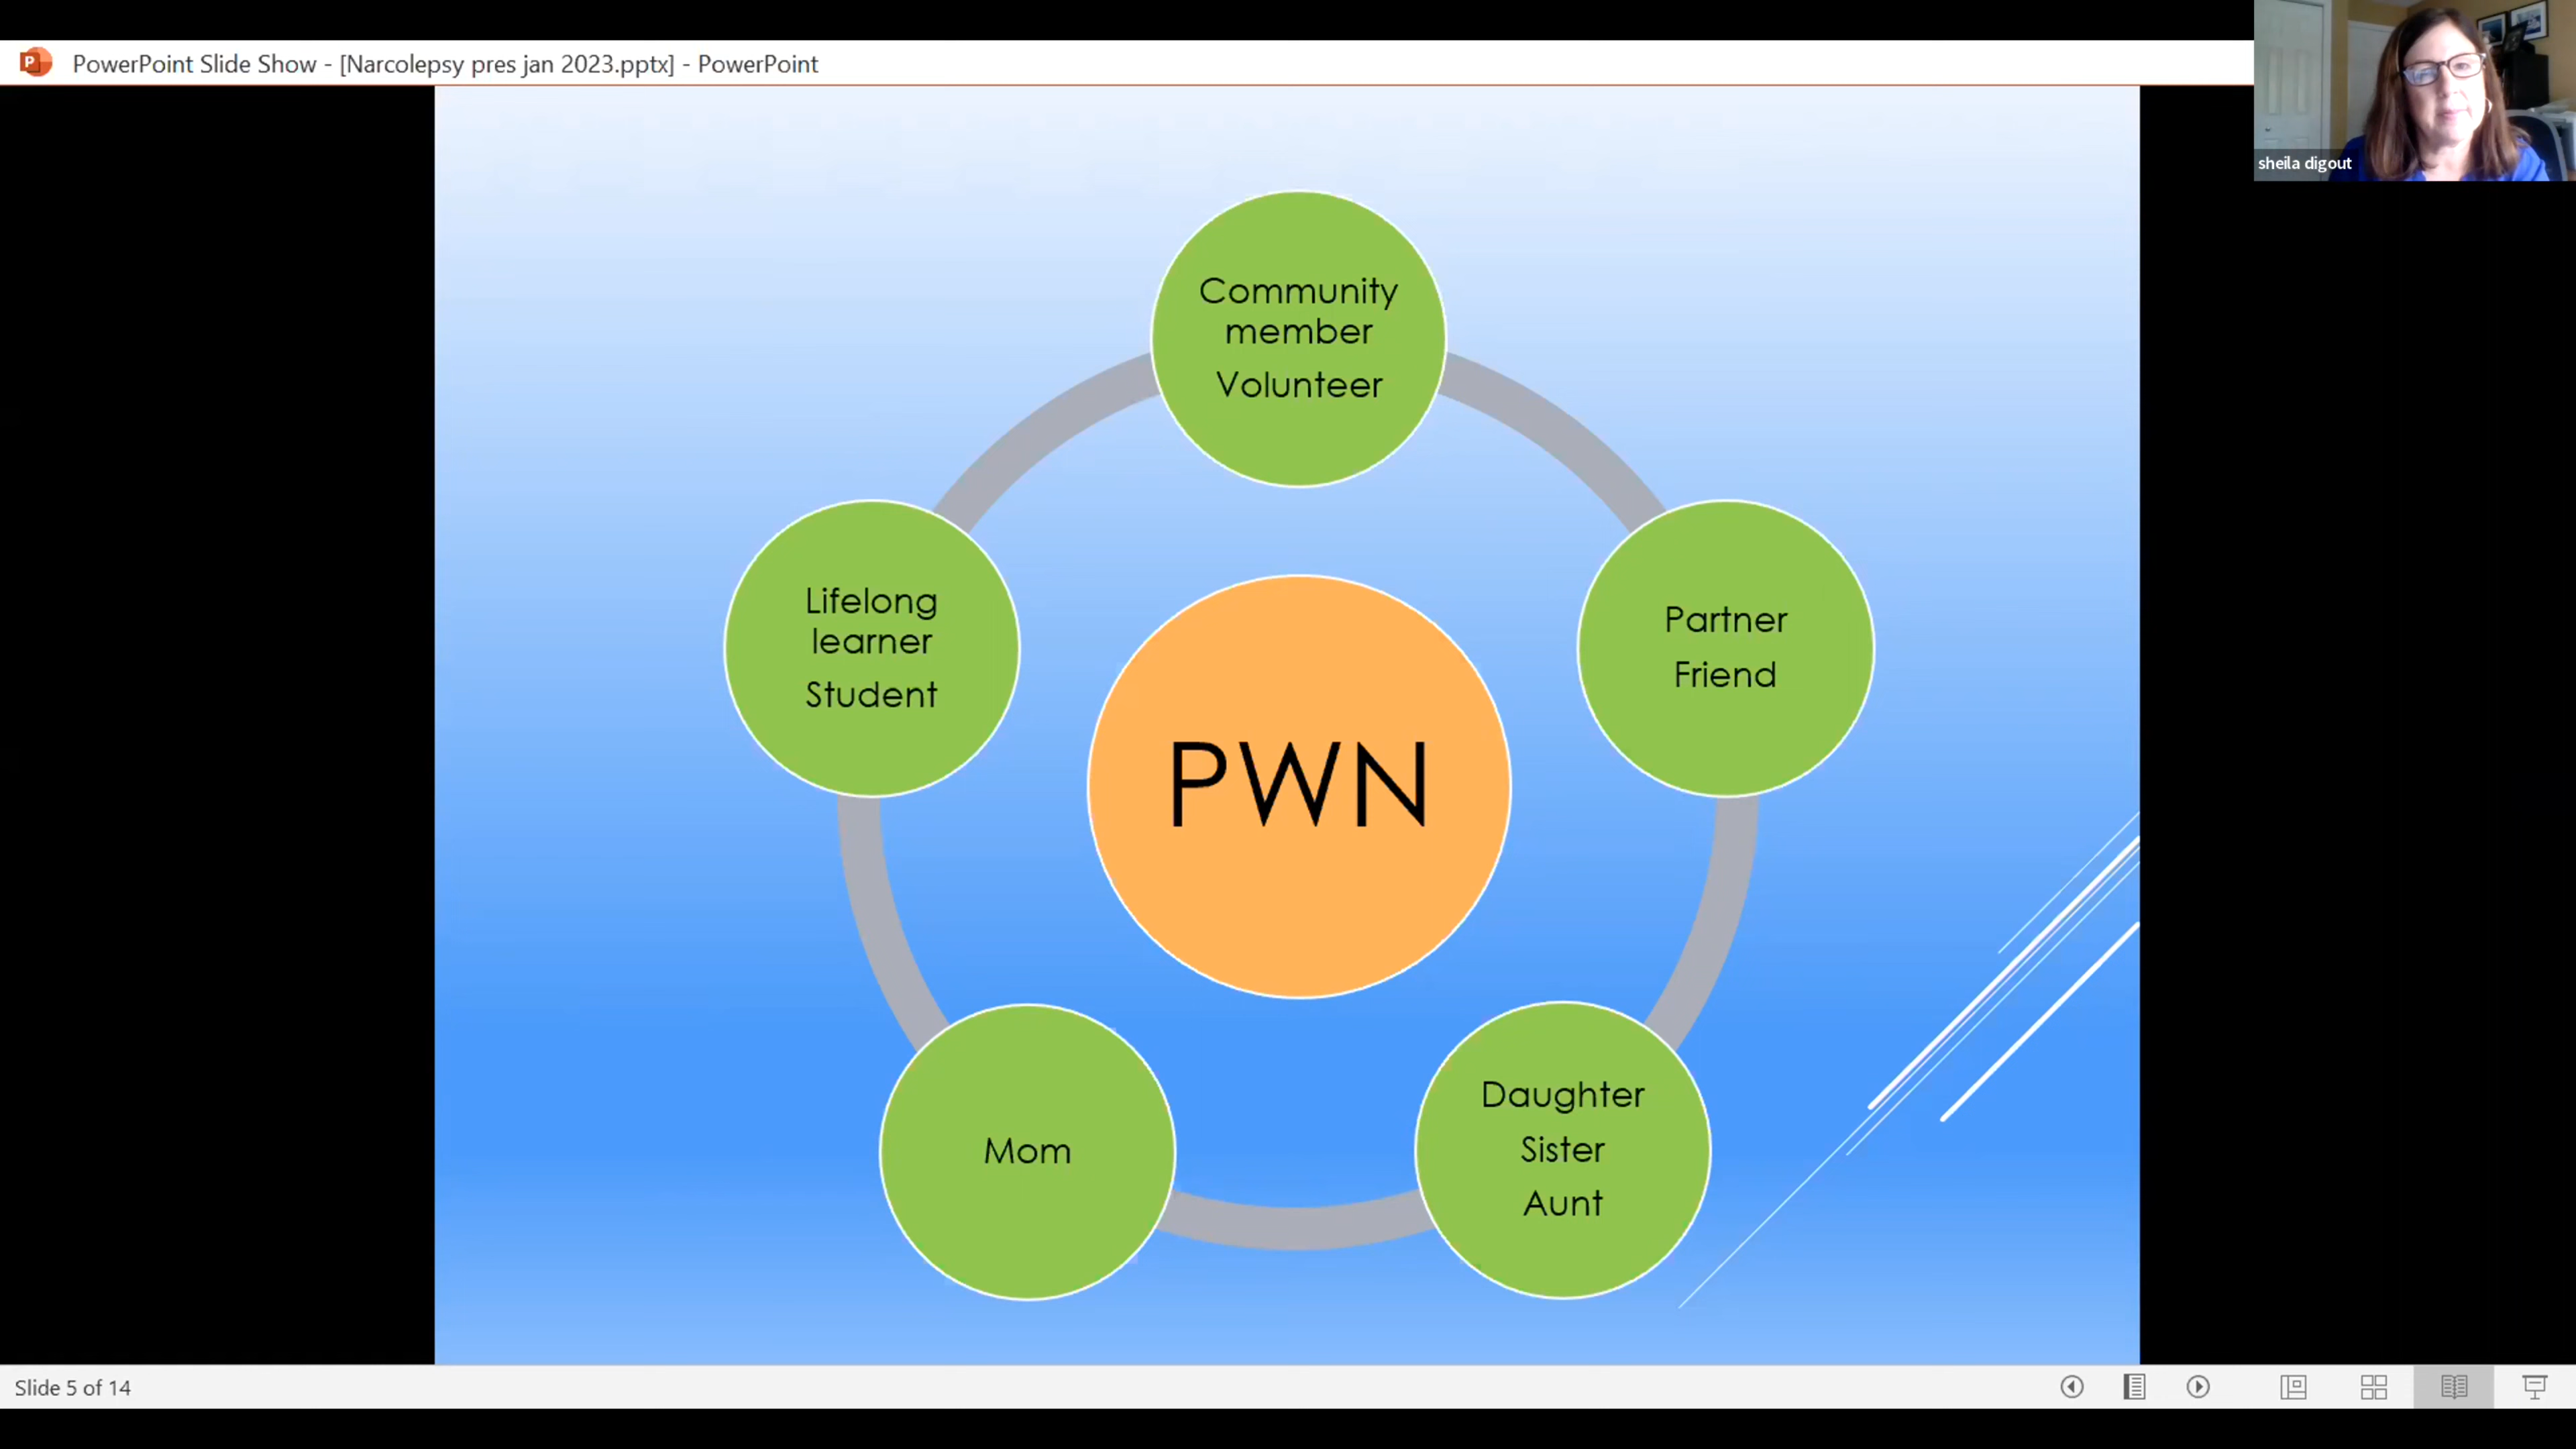 PowerPoint Slide Show - [Narcolepsy pres jan 2023.pptx] - PowerPoint
sheila digout
Community
member
Volunteer
Lifelong
learner
Student
Partner
Friend
PWN
Mom
Daughter
Sister
Aunt
Slide 5 of 14